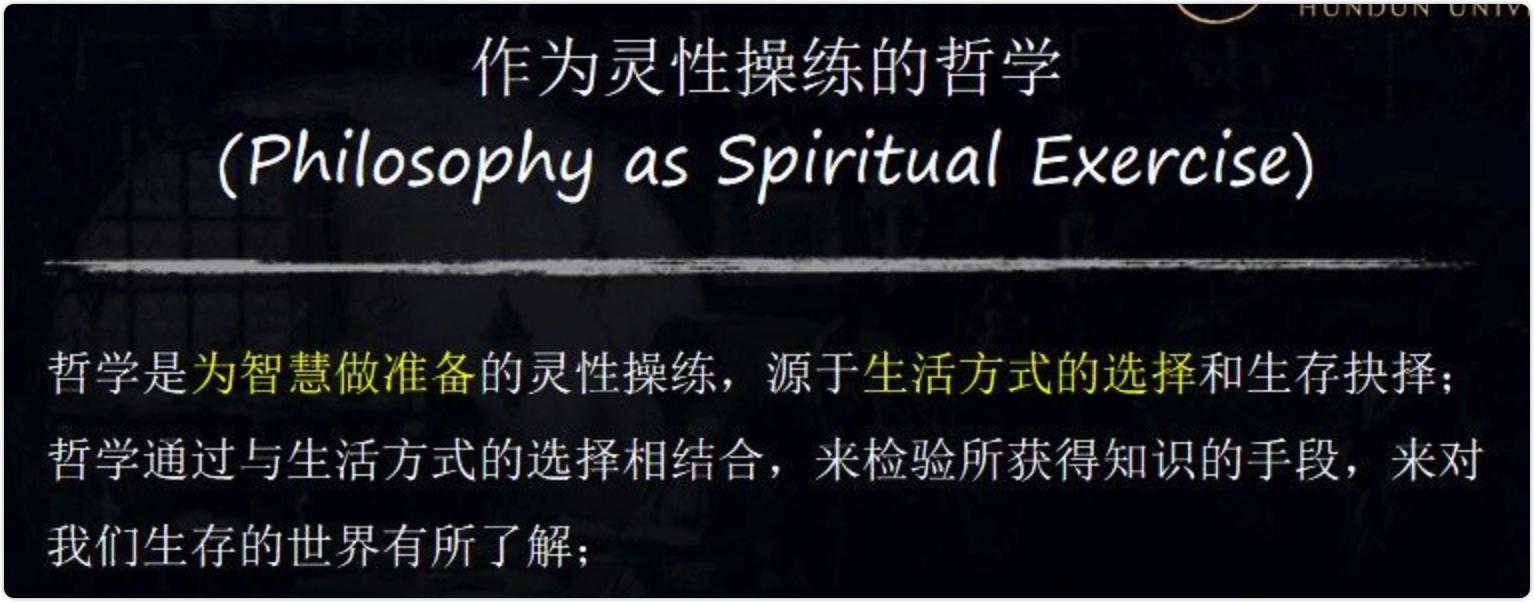 HUNDUN UNIV
作为灵性操练的哲学
(Philosophy as Spiritual Exercise)
哲学是为智慧做准备的灵性操练，源于生活方式的选择和生存抉择；
哲学通过与生活方式的选择相结合，来检验所获得知识的手段，来对
我们生存的世界有所了解；